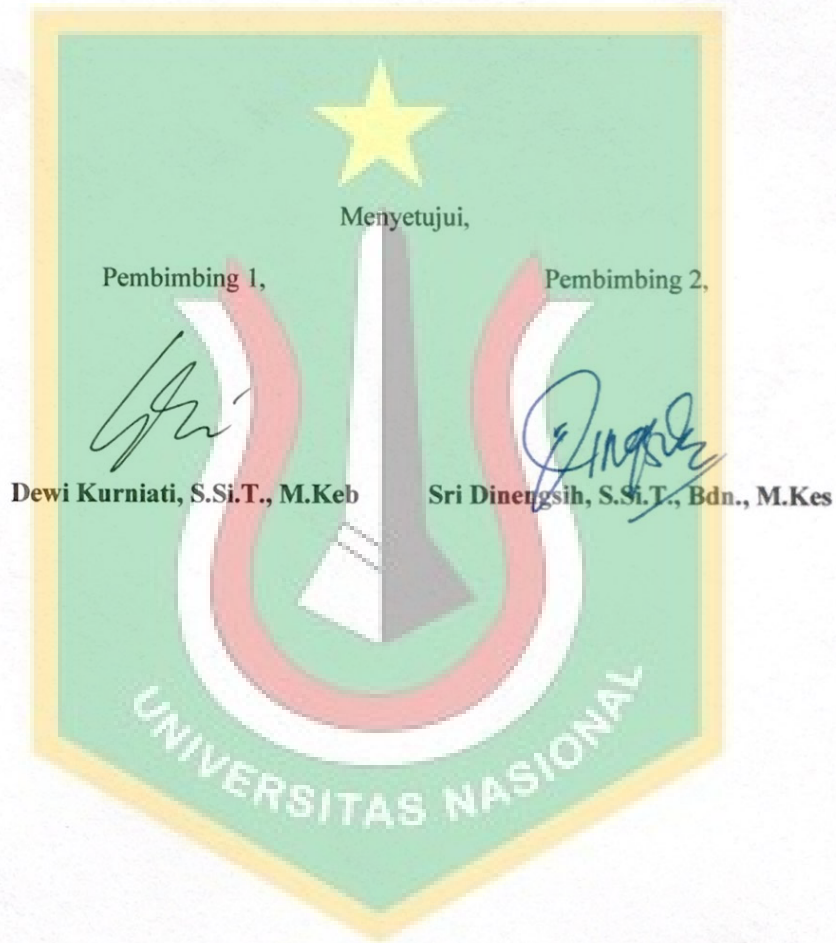 Menyetujui,
Pembimbing 1, Pembimbing 2,
Dewi Kurniati, S.Si.T., M.Keb Sri Dinengsih, S.Si.T., Bdn., M.Kes
UNIVERSITAS NASIONAL